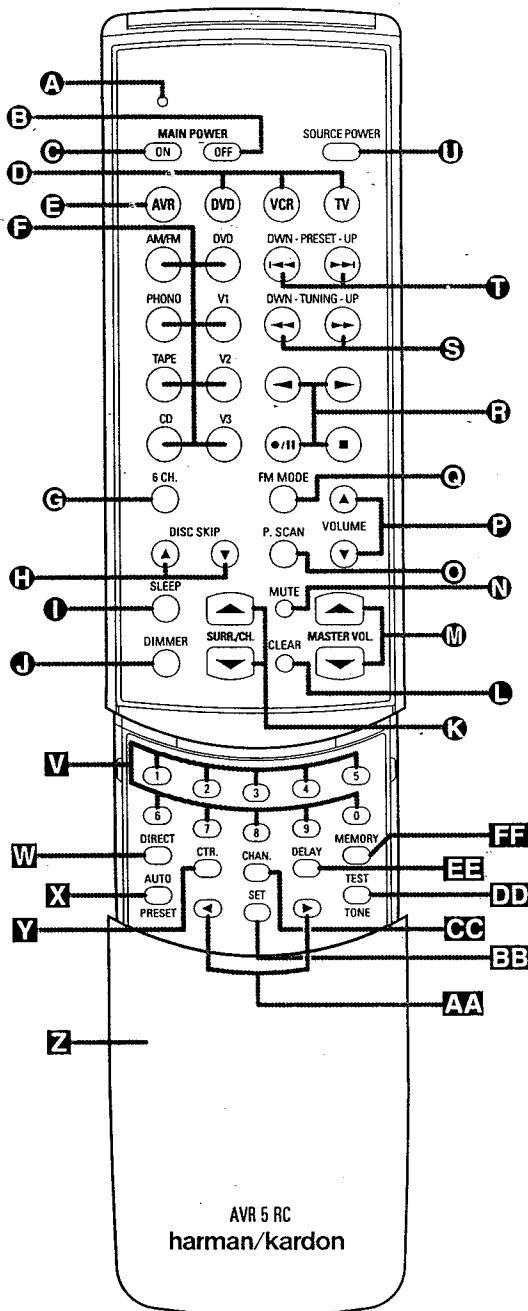 A
B
MAIN POWER SOURCE POWER
C ON OFF U
D
E AVR DVD VCR TV
F
AM/FM DVD DWN - PRESET - UP
T
PHONO V1 DWN - TUNING - UP
S
TAPE V2
R
CD V3
6 CH. FM MODE Q
G P
DISC SKIP P. SCAN VOLUME
H O
SLEEP MUTE N
I
SURR./CH. MASTER VOL. M
J DIMMER CLEAR
L
K
V
1 2 3 4 5
6 7 8 9 0
DIRECT CTR. CHAN. DELAY MEMORY FF
W EE
AUTO SET TEST
X DD
PRESET TONE
Y CC
BB
AA
Z
AVR 5 RC
harman/kardon